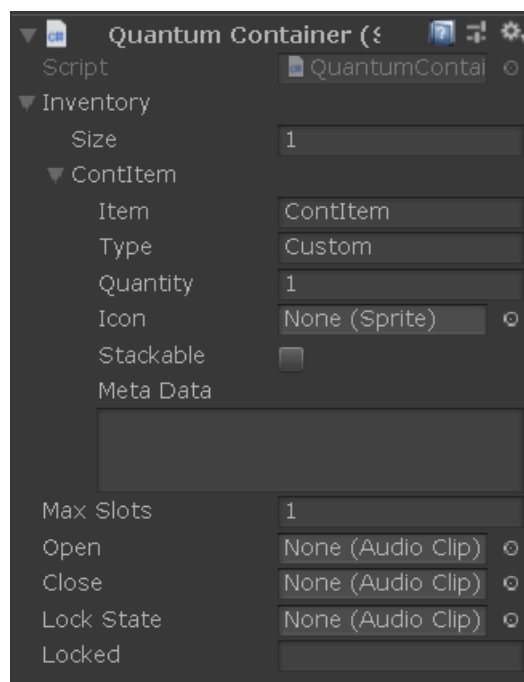 Quantum Container (S
Script QuantumContai
Inventory
Size 1
ContItem
Item ContItem
Type Custom
Quantity 1
Icon None (Sprite)
Stackable
Meta Data
Max Slots 1
Open None (Audio Clip)
Close None (Audio Clip)
Lock State None (Audio Clip)
Locked